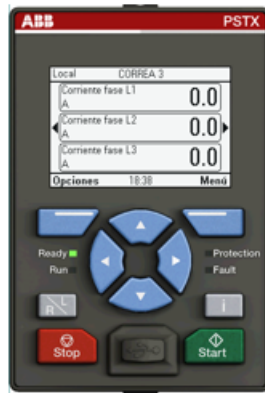 ABB PSTX
Local CORREA 3
Corriente fase L1
A 0.0
Corriente fase L2
A 0.0
Corriente fase L3
A 0.0
Opciones 18:38 Menú
Ready Protection
Run Fault
R L i
Stop Start